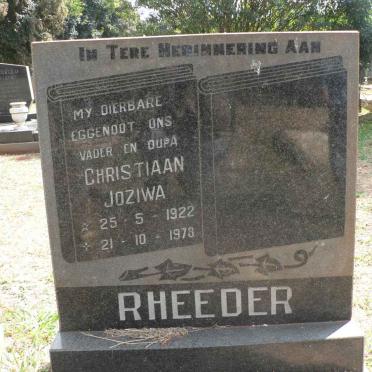 In Tere Herinnering Aan
My Dierbare
Eggenoot, Ons
Vader en Oupa
Christiaan
Joziwa
* 25 - 5 - 1922
+ 21 - 10 - 1978
RHEEDER